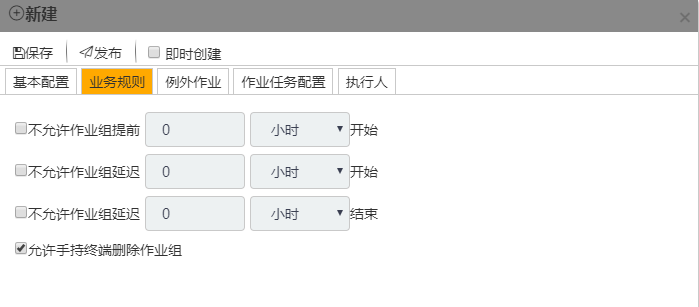 新建
保存 发布 即时创建
基本配置 业务规则 例外作业 作业任务配置 执行人
不允许作业组提前 0 小时 开始
不允许作业组延迟 0 小时 开始
不允许作业组延迟 0 小时 结束
允许手持终端删除作业组